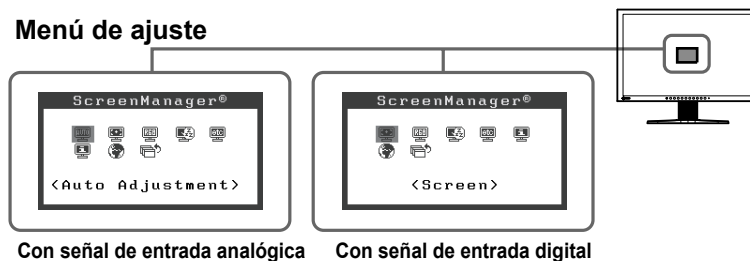 Menú de ajuste
ScreenManager®
<Auto Adjustment>
Con señal de entrada analógica
ScreenManager®
<Screen>
Con señal de entrada digital